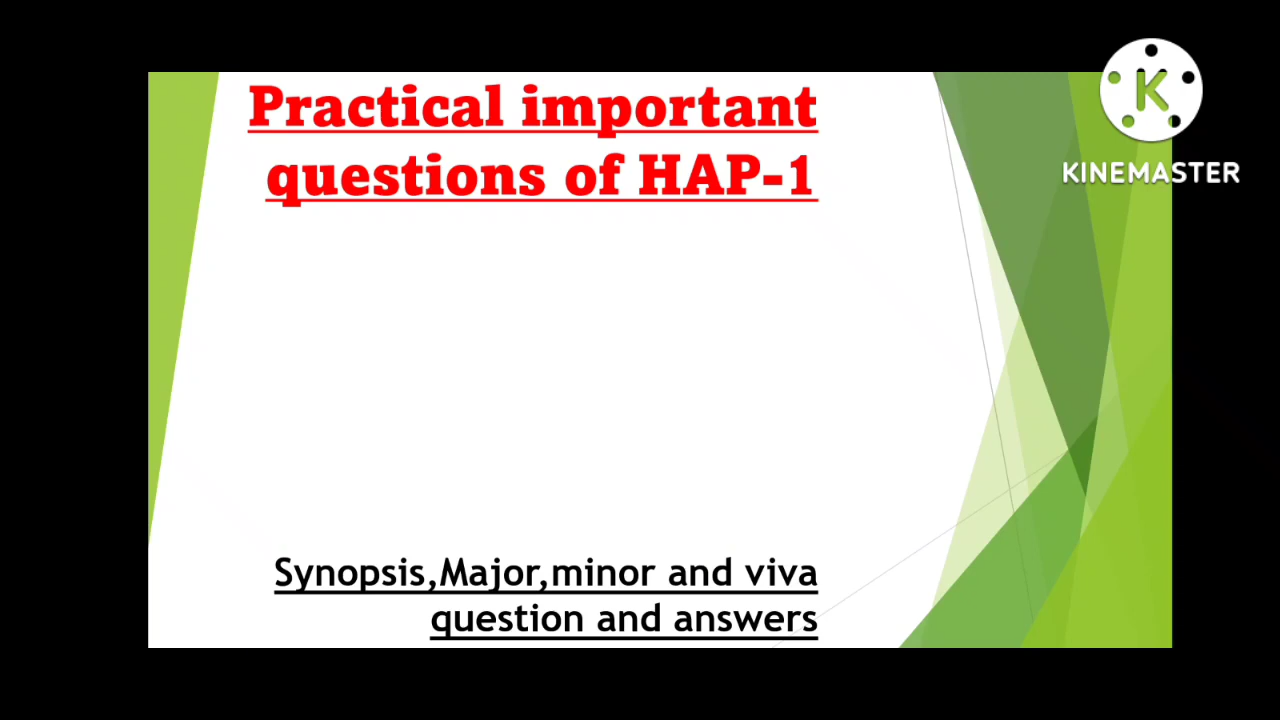 Practical important
questions of HAP-1
K
KINEMASTER
Synopsis,Major,minor and viva
question and answers